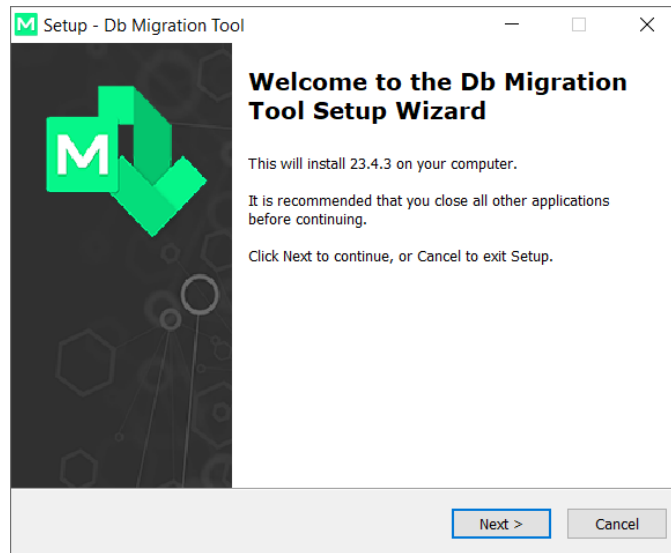 M Setup - Db Migration Tool
M
Welcome to the Db Migration
Tool Setup Wizard
This will install 23.4.3 on your computer.
It is recommended that you close all other applications
before continuing.
Click Next to continue, or Cancel to exit Setup.
Next >
Cancel